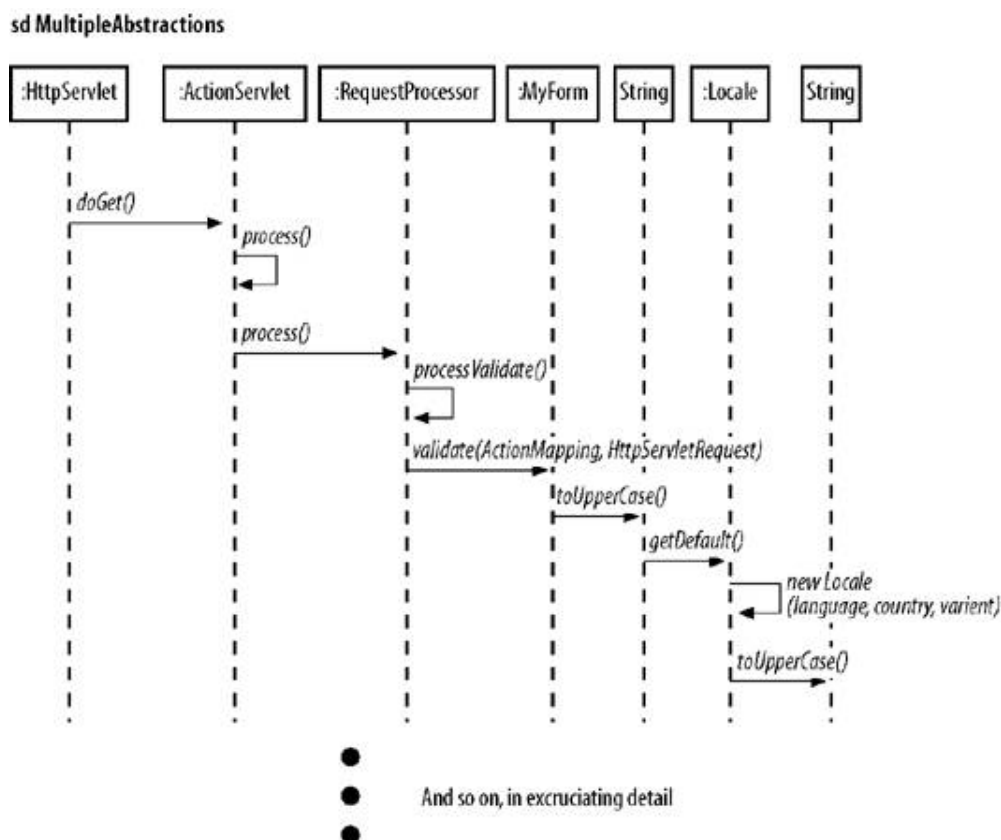 sd MultipleAbstractions
:HttpServlet
:ActionServlet
:RequestProcessor
:MyForm
String
:Locale
String
doGet()
process()
process()
processValidate()
validate(ActionMapping, HttpServletRequest)
toUpperCase()
getDefault()
new Locale
(language, country, varient)
toUpperCase()
And so on, in excruciating detail